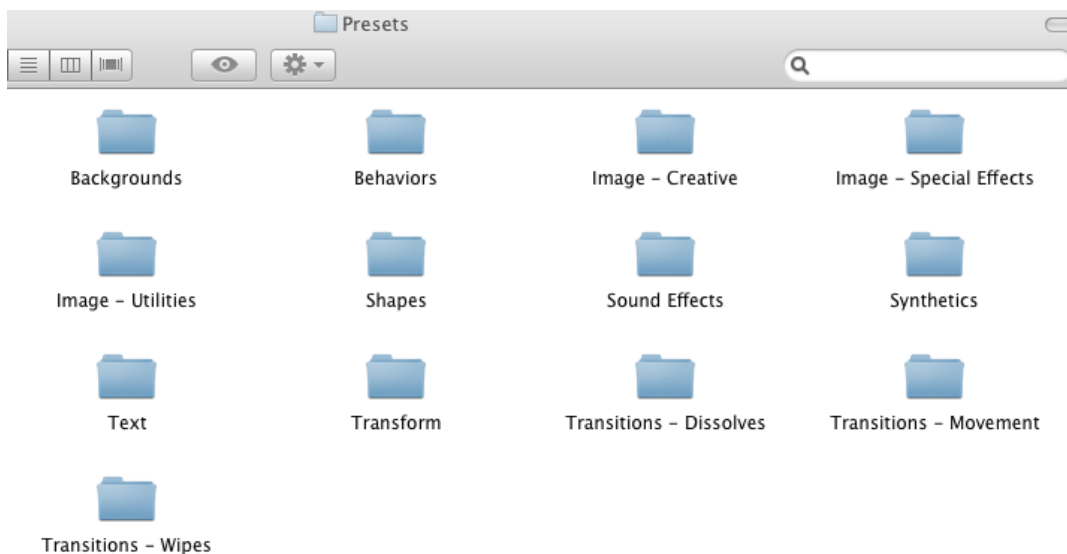 Presets
Backgrounds
Behaviors
Image – Creative
Image – Special Effects
Image – Utilities
Shapes
Sound Effects
Synthetics
Text
Transform
Transitions – Dissolves
Transitions – Movement
Transitions – Wipes